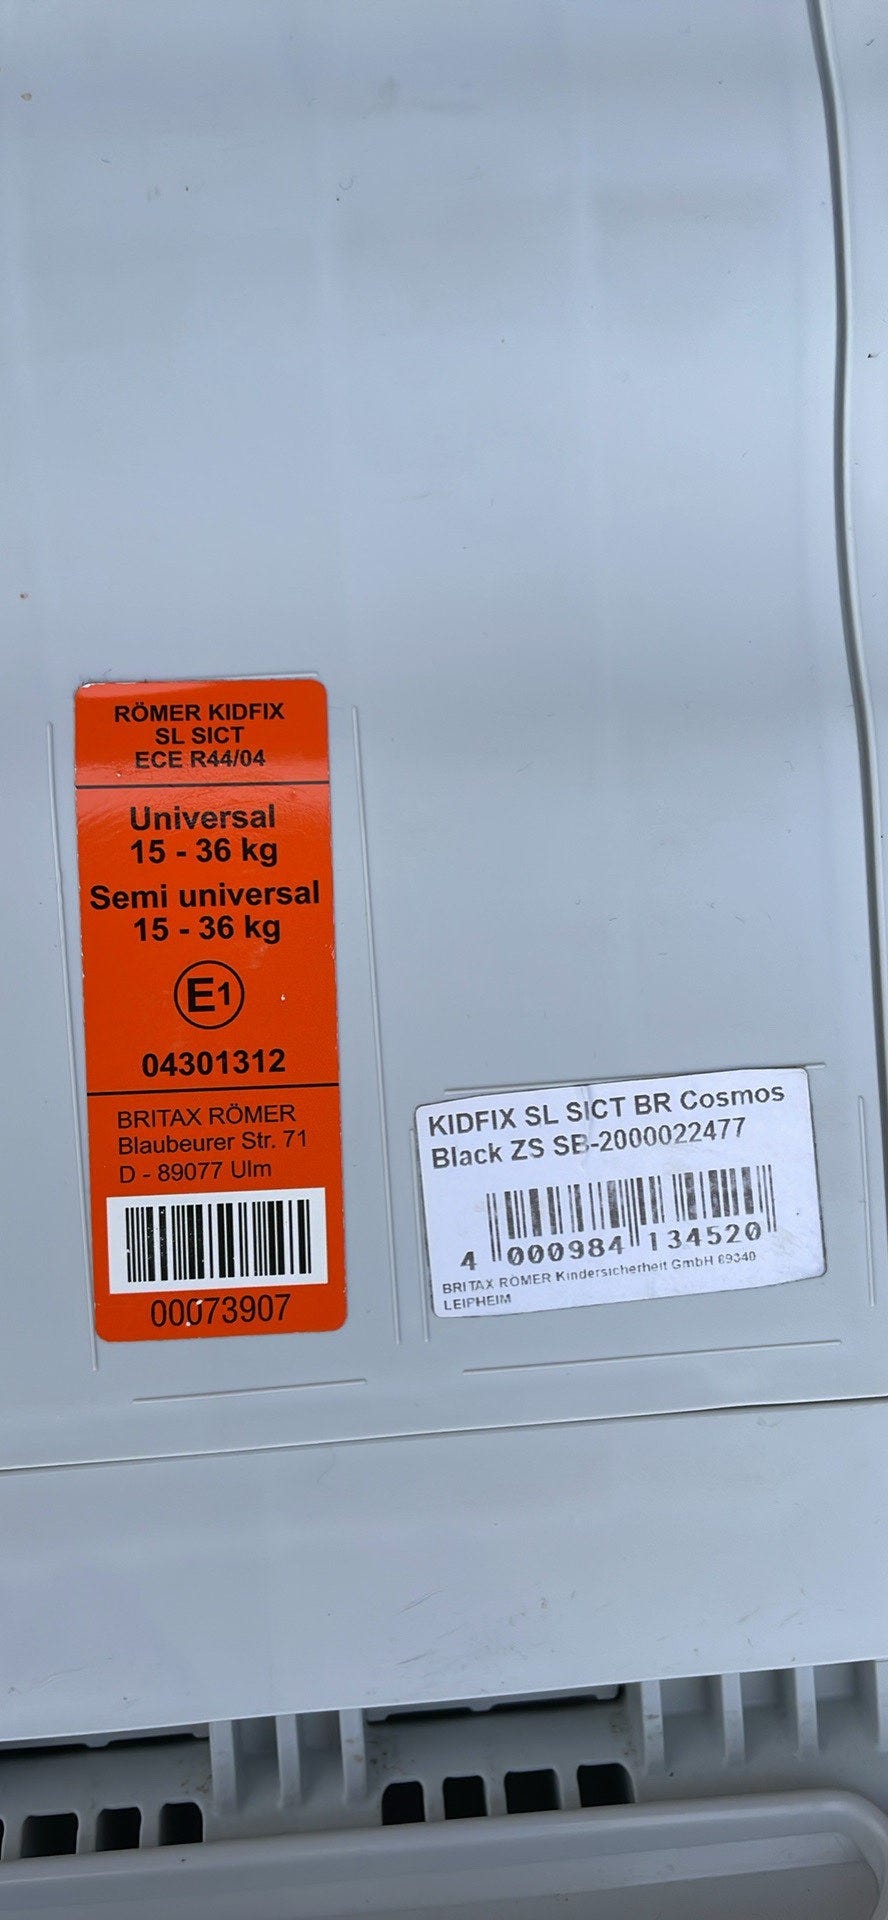 RÖMER KIDFIX
SL SICT
ECE R44/04
Universal
15 - 36 kg
Semi universal
15 - 36 kg
E1
04301312
BRITAX RÖMER
Blaubeurer Str. 71
D - 89077 Ulm
00073907
KIDFIX SL SICT BR Cosmos
Black ZS SB-2000022477
4 000984 134520
BRITAX RÖMER Kindersicherheit GmbH 89340
LEIPHEIM